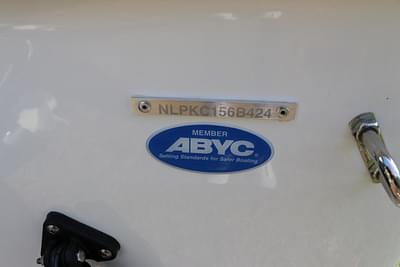 NLPKC156B424
MEMBER
ABYC®
Setting Standards for Safer Boating